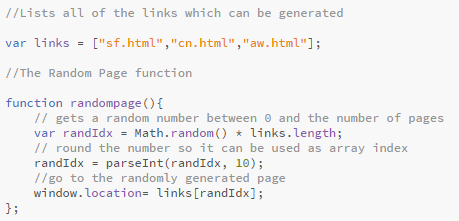 //Lists all of the links which can be generated
var links = ["sf.html","cn.html","aw.html"];
//The Random Page function
function randompage(){
    // gets a random number between 0 and the number of pages
    var randIdx = Math.random() * links.length;
    // round the number so it can be used as array index
    randIdx = parseInt(randIdx, 10);
    //go to the randomly generated page
    window.location= links[randIdx];
};